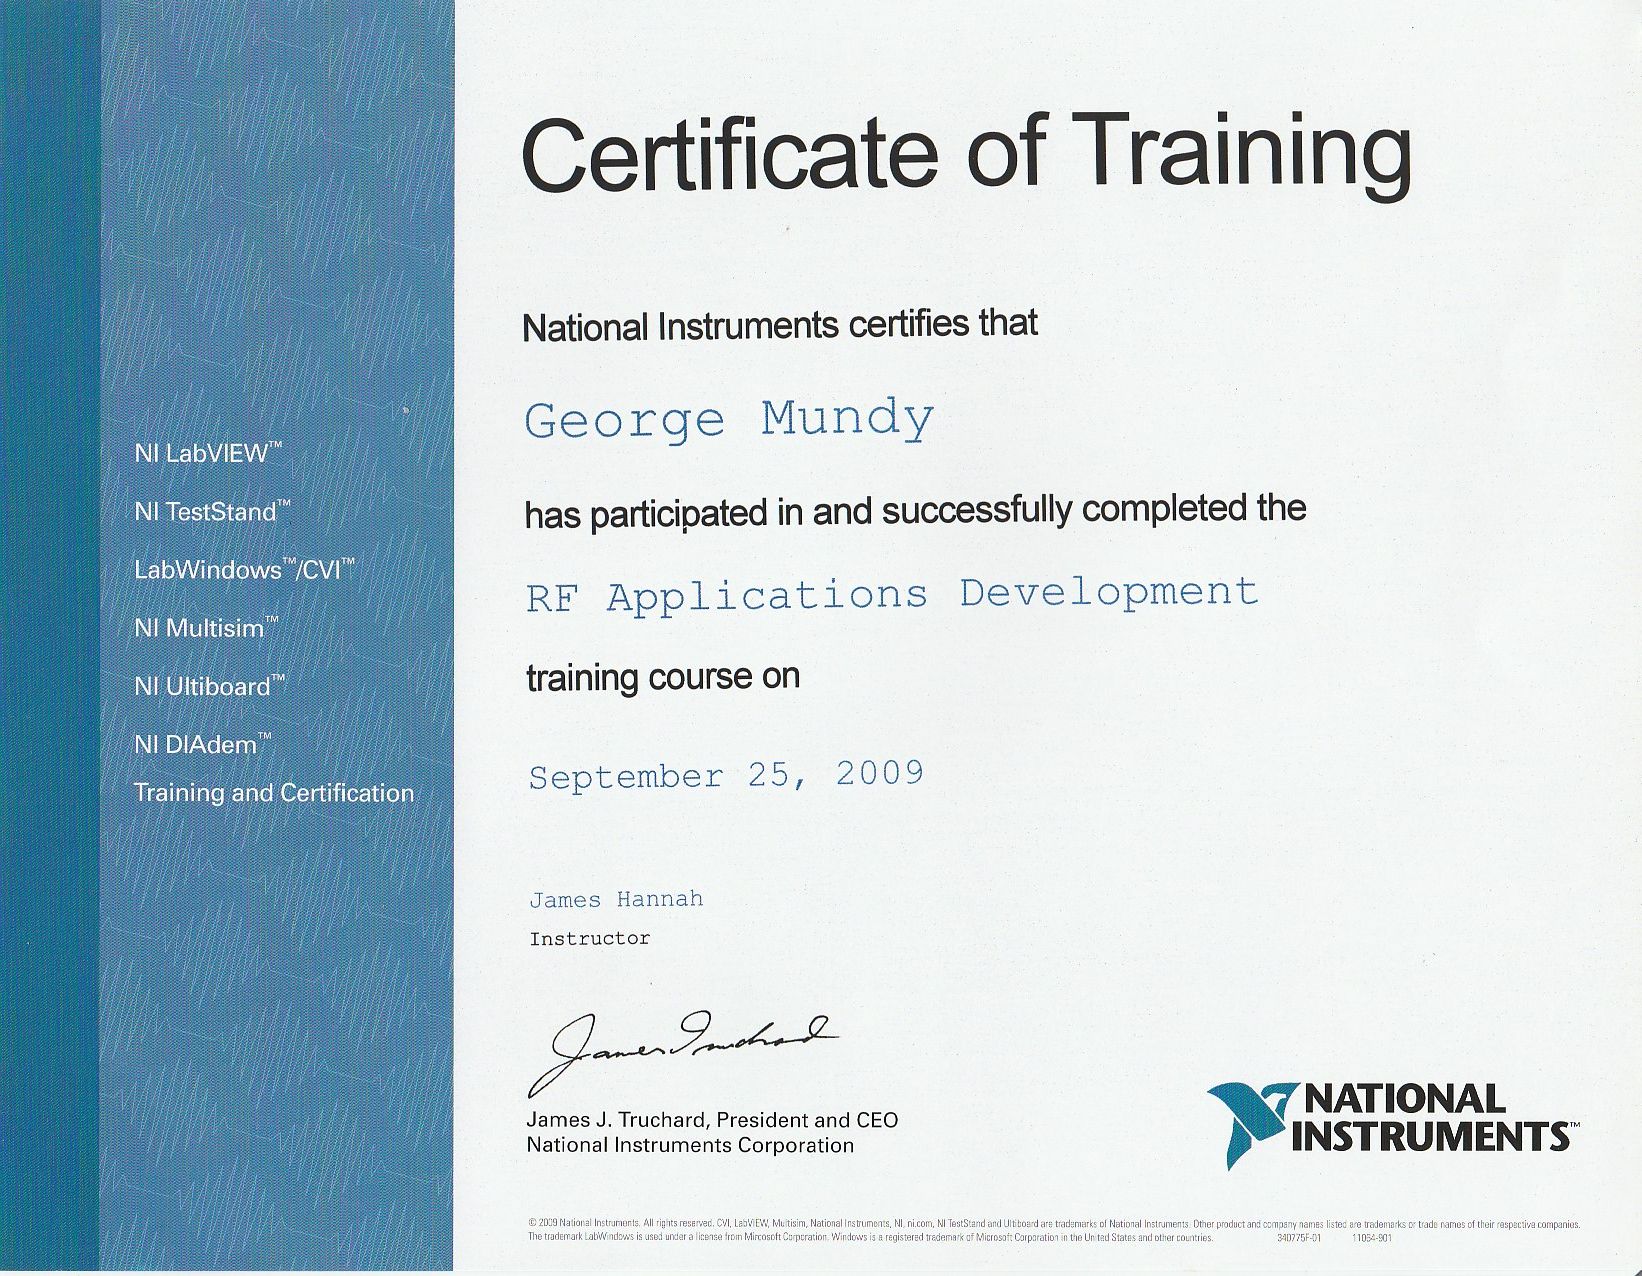 Certificate of Training
National Instruments certifies that
George Mundy
has participated in and successfully completed the
RF Applications Development
training course on
September 25, 2009
James Hannah
Instructor
James Truchard
James J. Truchard, President and CEO
National Instruments Corporation
NI LabVIEW™
NI TestStand™
LabWindows™/CVI™
NI Multisim™
NI Ultiboard™
NI DIAdem™
Training and Certification
NATIONAL
INSTRUMENTS™
© 2009 National Instruments. All rights reserved. CVI, LabVIEW, Multisim, National Instruments, NI, ni.com, NI TestStand and Ultiboard are trademarks of National Instruments. Other product and company names listed are trademarks or trade names of their respective companies.
The trademark LabWindows is used under a license from Mircosoft Corporation. Windows is a registered trademark of Microsoft Corporation in the United States and other countries. 340775F-01 11064-901